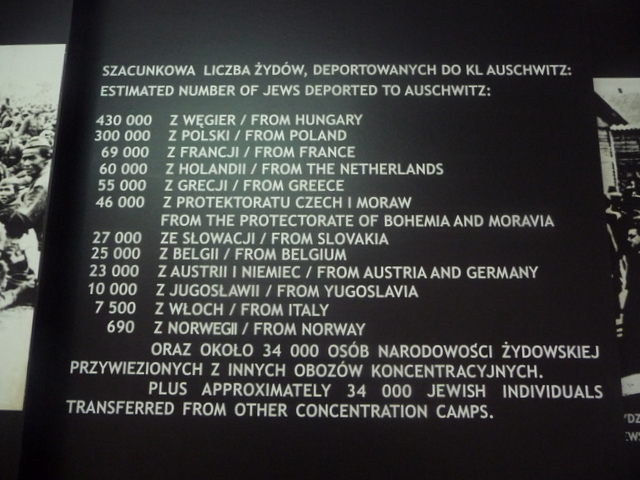 SZACUNKOWA LICZBA ŻYDÓW, DEPORTOWANYCH DO KL AUSCHWITZ:
ESTIMATED NUMBER OF JEWS DEPORTED TO AUSCHWITZ:
430 000 Z WĘGIER / FROM HUNGARY
300 000 Z POLSKI / FROM POLAND
69 000 Z FRANCJI / FROM FRANCE
60 000 Z HOLANDII / FROM THE NETHERLANDS
55 000 Z GRECJI / FROM GREECE
46 000 Z PROTEKTORATU CZECH I MORAW
FROM THE PROTECTORATE OF BOHEMIA AND MORAVIA
27 000 ZE SŁOWACJI / FROM SLOVAKIA
25 000 Z BELGII / FROM BELGIUM
23 000 Z AUSTRII I NIEMIEC / FROM AUSTRIA AND GERMANY
10 000 Z JUGOSŁAWII / FROM YUGOSLAVIA
7 500 Z WŁOCH / FROM ITALY
690 Z NORWEGII / FROM NORWAY
ORAZ OKOŁO 34 000 OSÓB NARODOWOŚCI ŻYDOWSKIEJ
PRZYWIEZIONYCH Z INNYCH OBOZÓW KONCENTRACYJNYCH.
PLUS APPROXIMATELY 34 000 JEWISH INDIVIDUALS
TRANSFERRED FROM OTHER CONCENTRATION CAMPS.